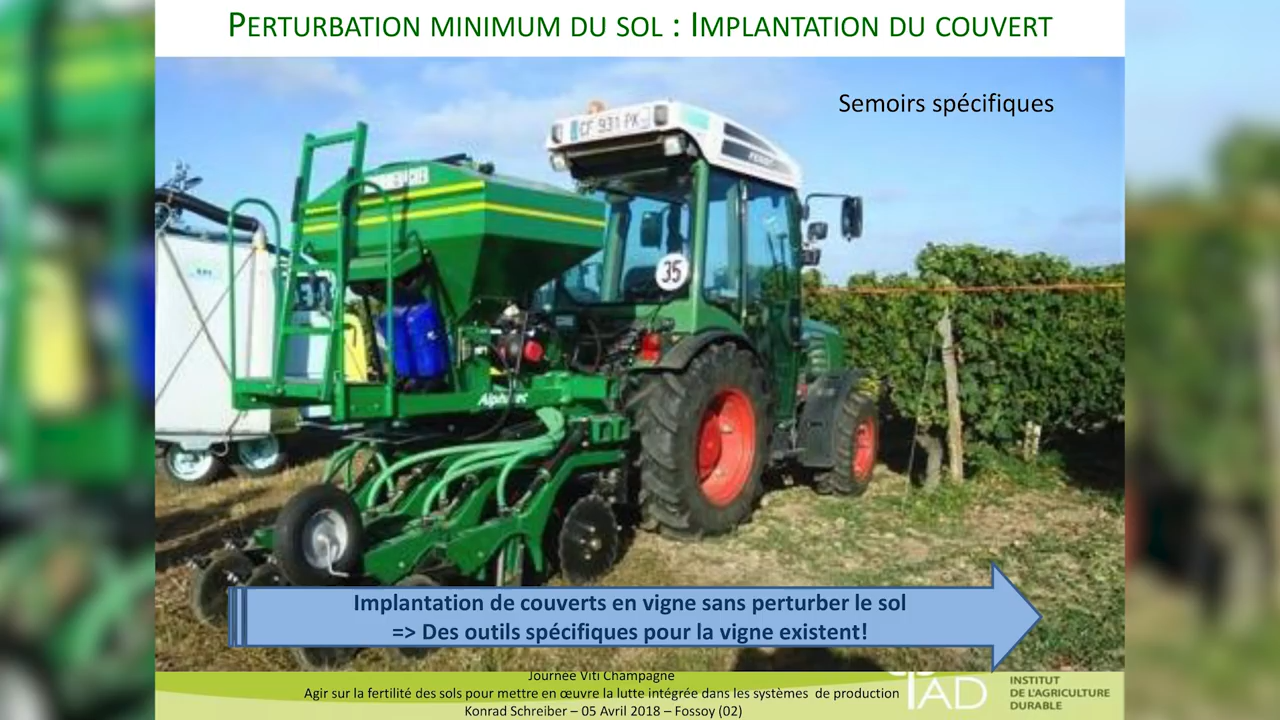 PERTURBATION MINIMUM DU SOL : IMPLANTATION DU COUVERT
Semoirs spécifiques
CF 931 PK
35
Implantation de couverts en vigne sans perturber le sol
=> Des outils spécifiques pour la vigne existent!
Journée Viti Champagne
Agir sur la fertilité des sols pour mettre en œuvre la lutte intégrée dans les systèmes de production
Konrad Schreiber – 05 Avril 2018 – Fossoy (02)
IAD
INSTITUT
DE L'AGRICULTURE
DURABLE